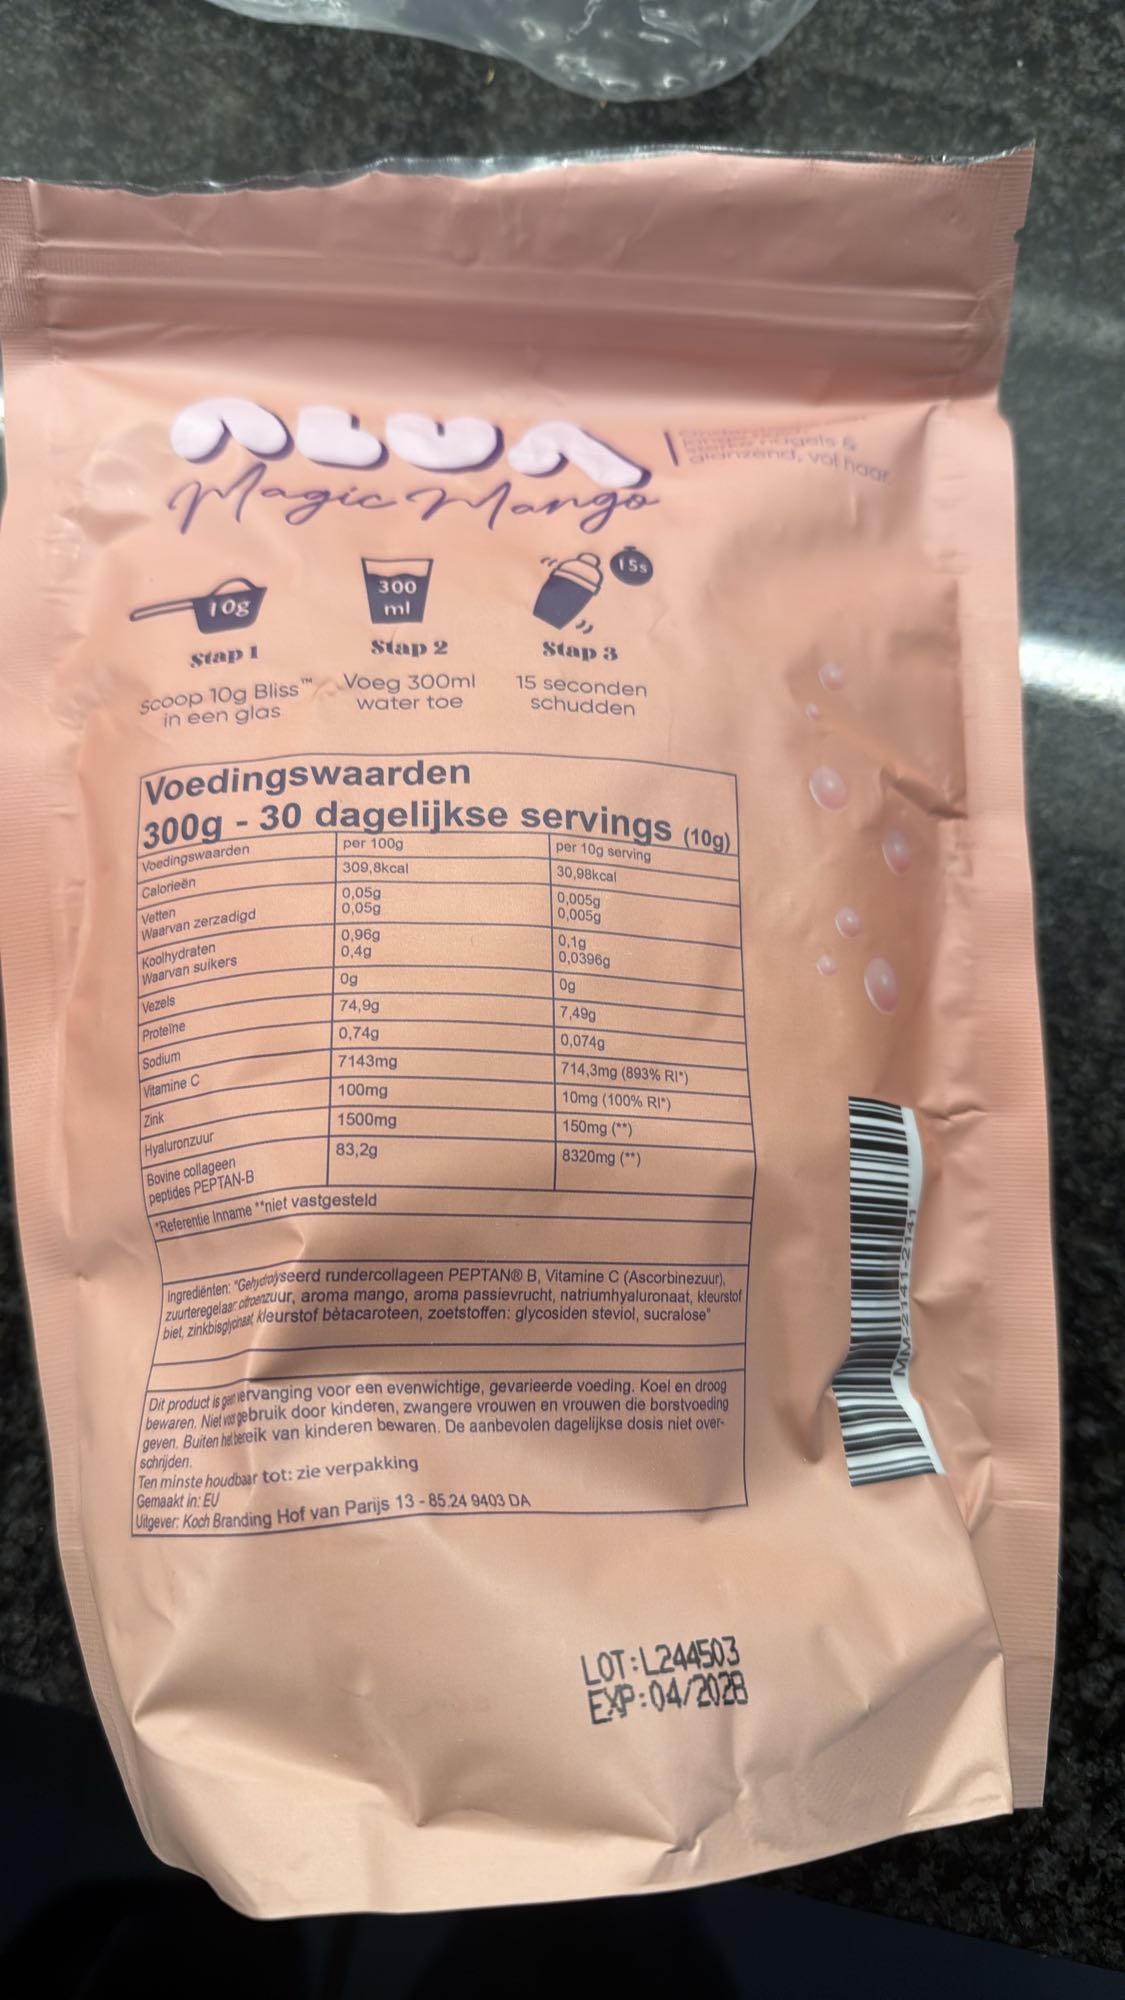 ALUA
Magic Mango
nagels &
glanzend, vol haar
10g
300
ml
15s
Stap 1
Stap 2
Stap 3
scoop 10g Bliss™
in een glas
Voeg 300ml
water toe
15 seconden
schudden
Voedingswaarden
300g - 30 dagelijkse servings (10g)
Voedingswaarden per 100g per 10g serving
Calorieën 309,8kcal 30,98kcal
Vetten 0,05g 0,005g
Waarvan zerzadigd 0,05g 0,005g
Koolhydraten 0,96g 0,1g
Waarvan suikers 0,4g 0,0396g
Vezels 0g 0g
Proteïne 74,9g 7,49g
Sodium 0,74g 0,074g
Vitamine C 7143mg 714,3mg (893% RI*)
Zink 100mg 10mg (100% RI*)
Hyaluronzuur 1500mg 150mg (**)
Bovine collageen 83,2g 8320mg (**)
peptides PEPTAN-B
*Referentie Inname **niet vastgesteld
Ingrediënten: "Gehydrolyseerd rundercollageen PEPTAN® B, Vitamine C (Ascorbinezuur),
zuurteregelaar: citroenzuur, aroma mango, aroma passievrucht, natriumhyaluronaat, kleurstof
biet, zinkbisglycinaat, kleurstof bètacaroteen, zoetstoffen: glycosiden steviol, sucralose"
Dit product is geen vervanging voor een evenwichtige, gevarieerde voeding. Koel en droog
bewaren. Niet voor gebruik door kinderen, zwangere vrouwen en vrouwen die borstvoeding
geven. Buiten het bereik van kinderen bewaren. De aanbevolen dagelijkse dosis niet over-
schrijden.
Ten minste houdbaar tot: zie verpakking
Gemaakt in: EU
Uitgever: Koch Branding Hof van Parijs 13 - 85.24 9403 DA
MM-2141-2141
LOT:L244503
EXP:04/2028